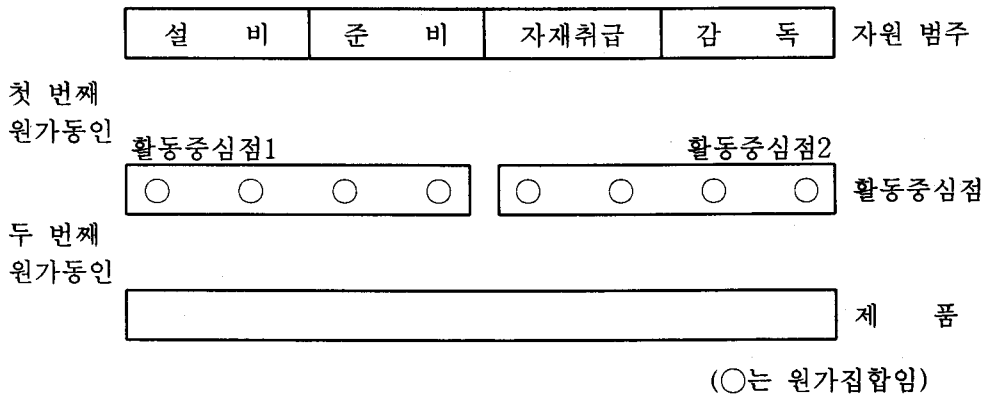 설 비 준 비 자재취급 감 독 자원 범주
첫 번째
원가동인
활동중심점1 활동중심점2
○ ○ ○ ○ ○ ○ ○ ○ 활동중심점
두 번째
원가동인
제 품
(○는 원가집합임)